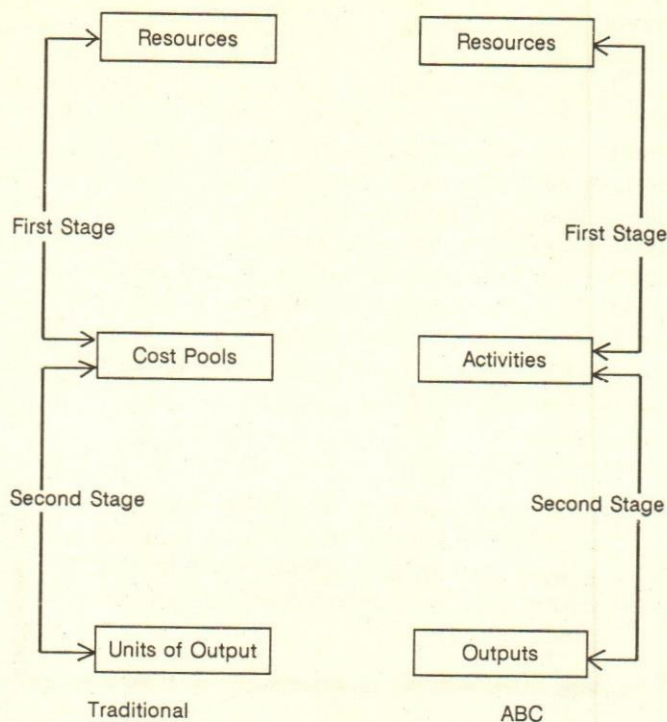 Resources
Resources
First Stage
First Stage
Cost Pools
Activities
Second Stage
Second Stage
Units of Output
Outputs
Traditional
ABC